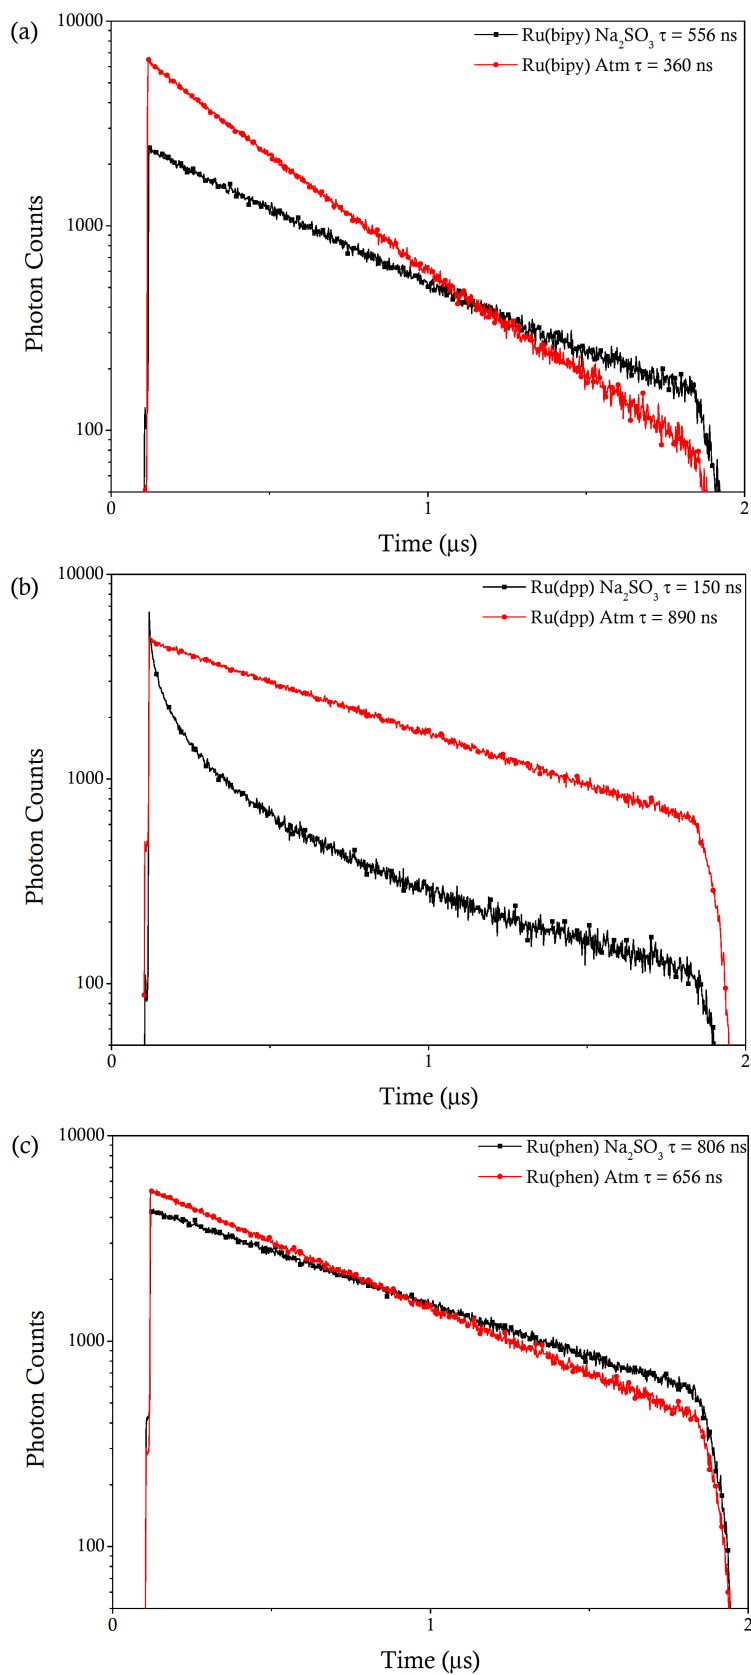 (a)
10000
Ru(bipy) Na₂SO₃ τ = 556 ns
Ru(bipy) Atm τ = 360 ns
1000
Photon Counts
100
0 1 2
Time (μs)
(b)
10000
Ru(dpp) Na₂SO₃ τ = 150 ns
Ru(dpp) Atm τ = 890 ns
1000
Photon Counts
100
0 1 2
Time (μs)
(c)
10000
Ru(phen) Na₂SO₃ τ = 806 ns
Ru(phen) Atm τ = 656 ns
1000
Photon Counts
100
0 1 2
Time (μs)